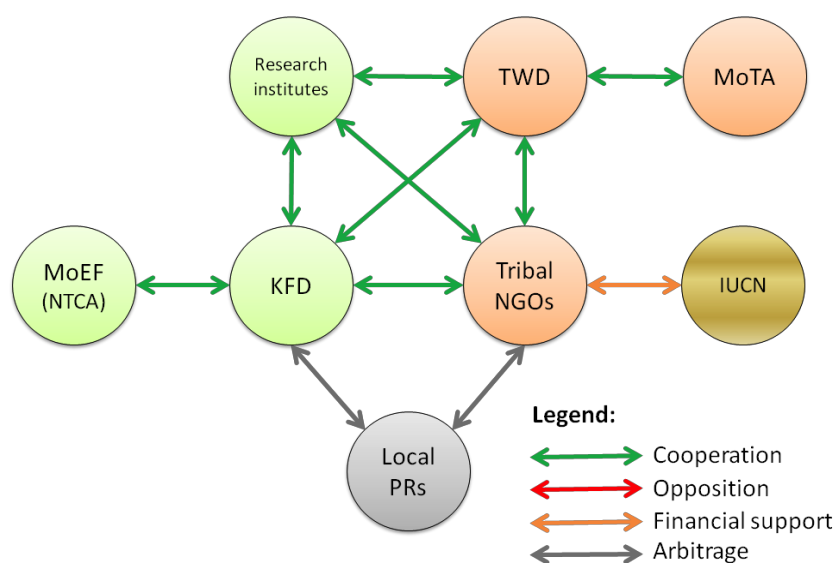 Research
institutes
TWD
MoTA
MoEF
(NTCA)
KFD
Tribal
NGOs
IUCN
Local
PRs
Legend:
Cooperation
Opposition
Financial support
Arbitrage